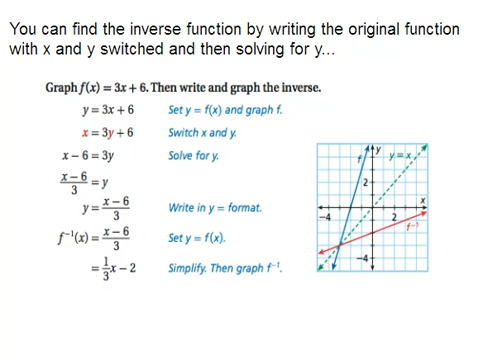 You can find the inverse function by writing the original function
with x and y switched and then solving for y...
Graph f(x) = 3x + 6. Then write and graph the inverse.
y = 3x + 6 Set y = f(x) and graph f.
x = 3y + 6 Switch x and y.
x − 6 = 3y Solve for y.
(x − 6)/3 = y
y = (x − 6)/3 Write in y = format.
f⁻¹(x) = (x − 6)/3 Set y = f(x).
= 1/3 x − 2 Simplify. Then graph f⁻¹.
f y y = x
2
x
−4 2
f⁻¹
−4